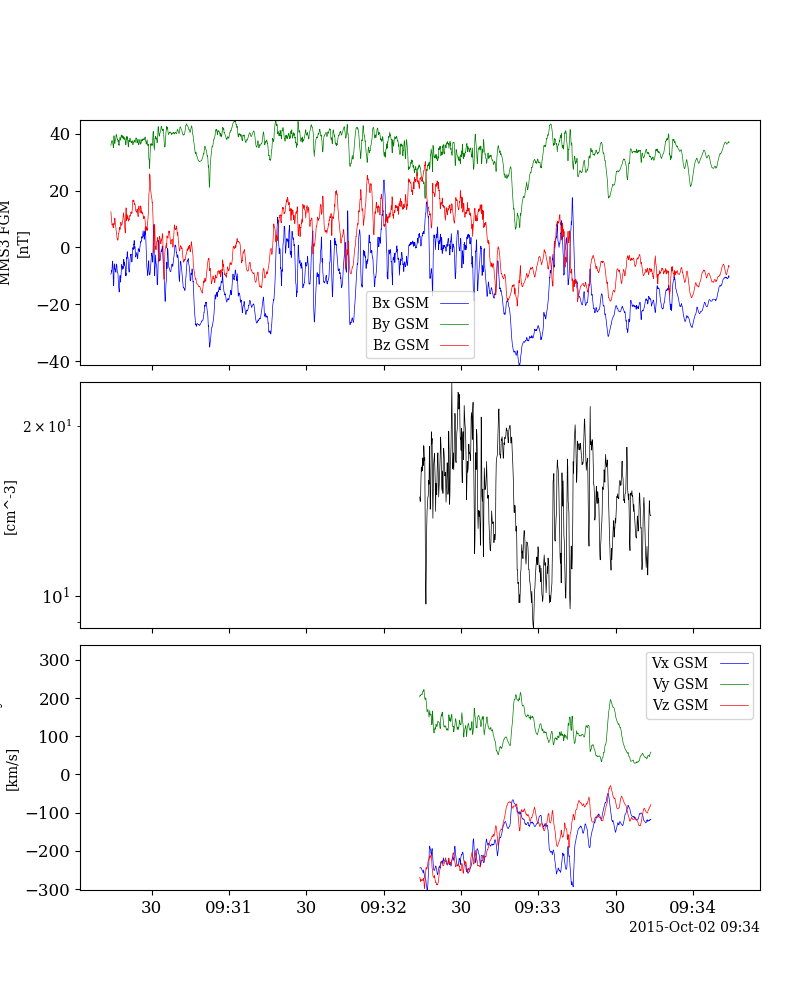 40
20
0
−20
−40
MMS3 FGM
[nT]
Bx GSM
By GSM
Bz GSM
2×10¹
10¹
[cm^-3]
300
200
100
0
−100
−200
−300
[km/s]
Vx GSM
Vy GSM
Vz GSM
30 09:31 30 09:32 30 09:33 30 09:34
2015-Oct-02 09:34